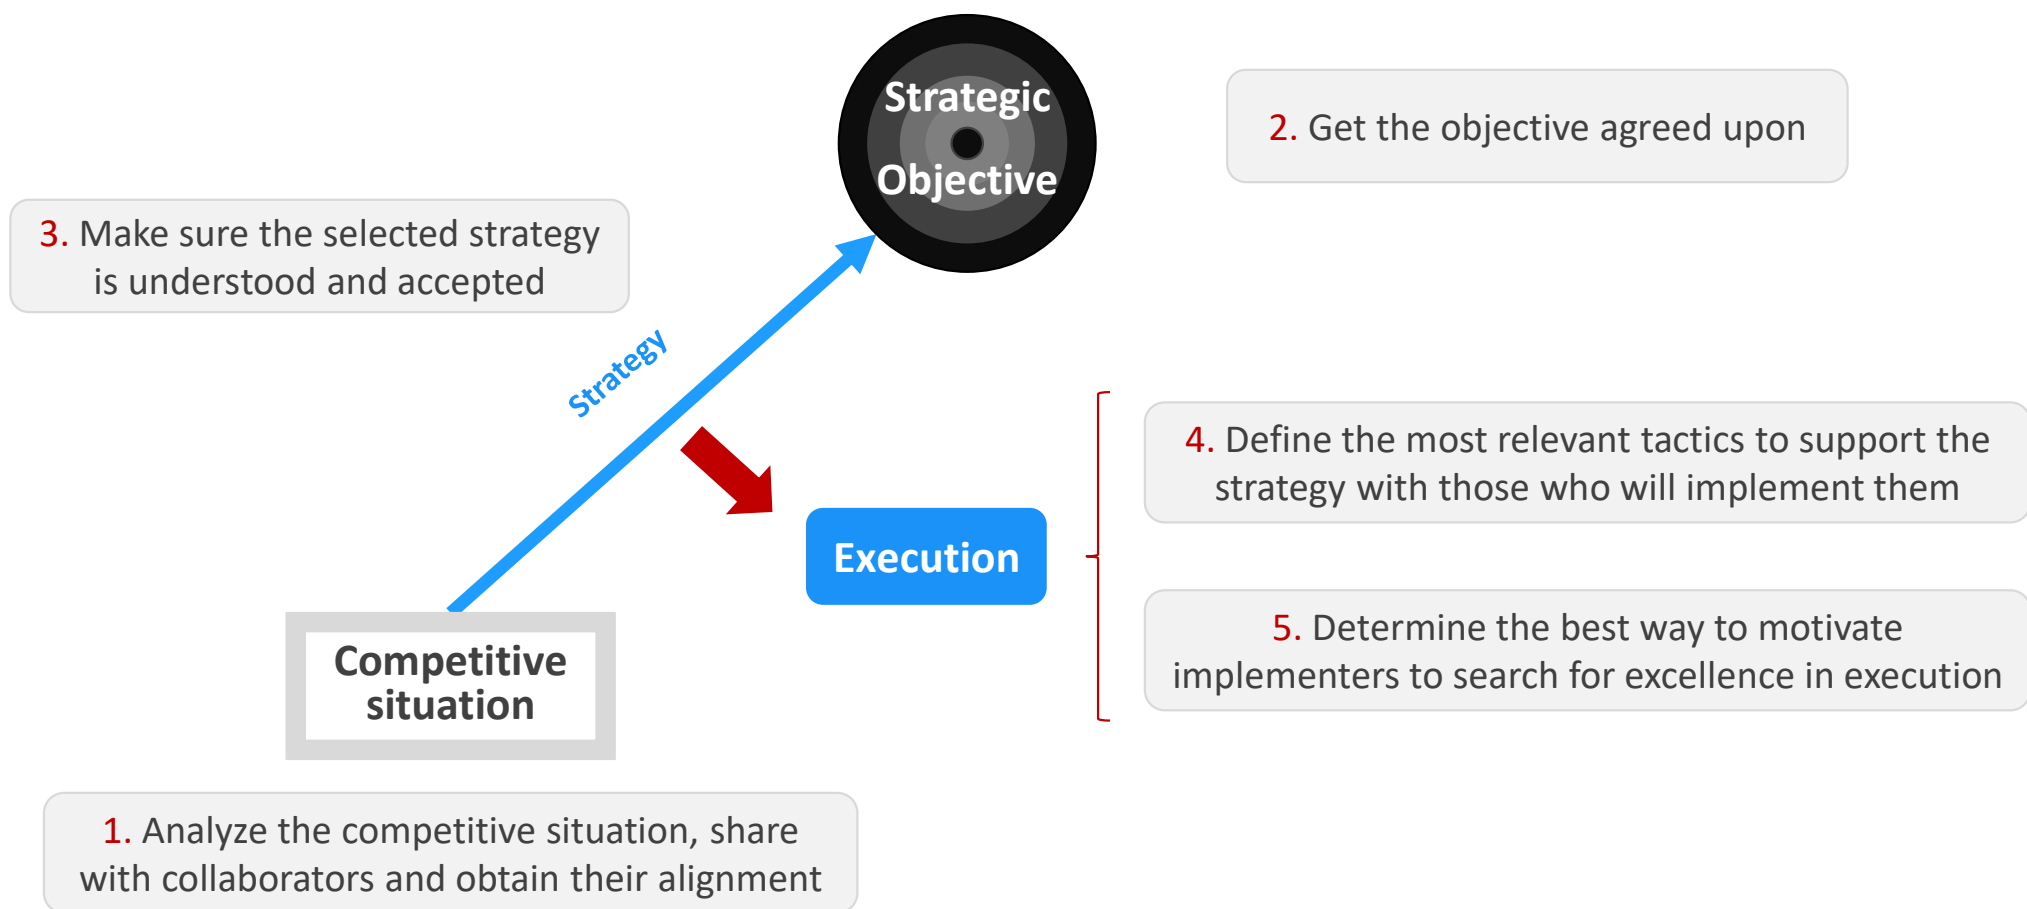 Strategic
Objective
2. Get the objective agreed upon
3. Make sure the selected strategy
is understood and accepted
Strategy
4. Define the most relevant tactics to support the
strategy with those who will implement them
Execution
5. Determine the best way to motivate
implementers to search for excellence in execution
Competitive
situation
1. Analyze the competitive situation, share
with collaborators and obtain their alignment